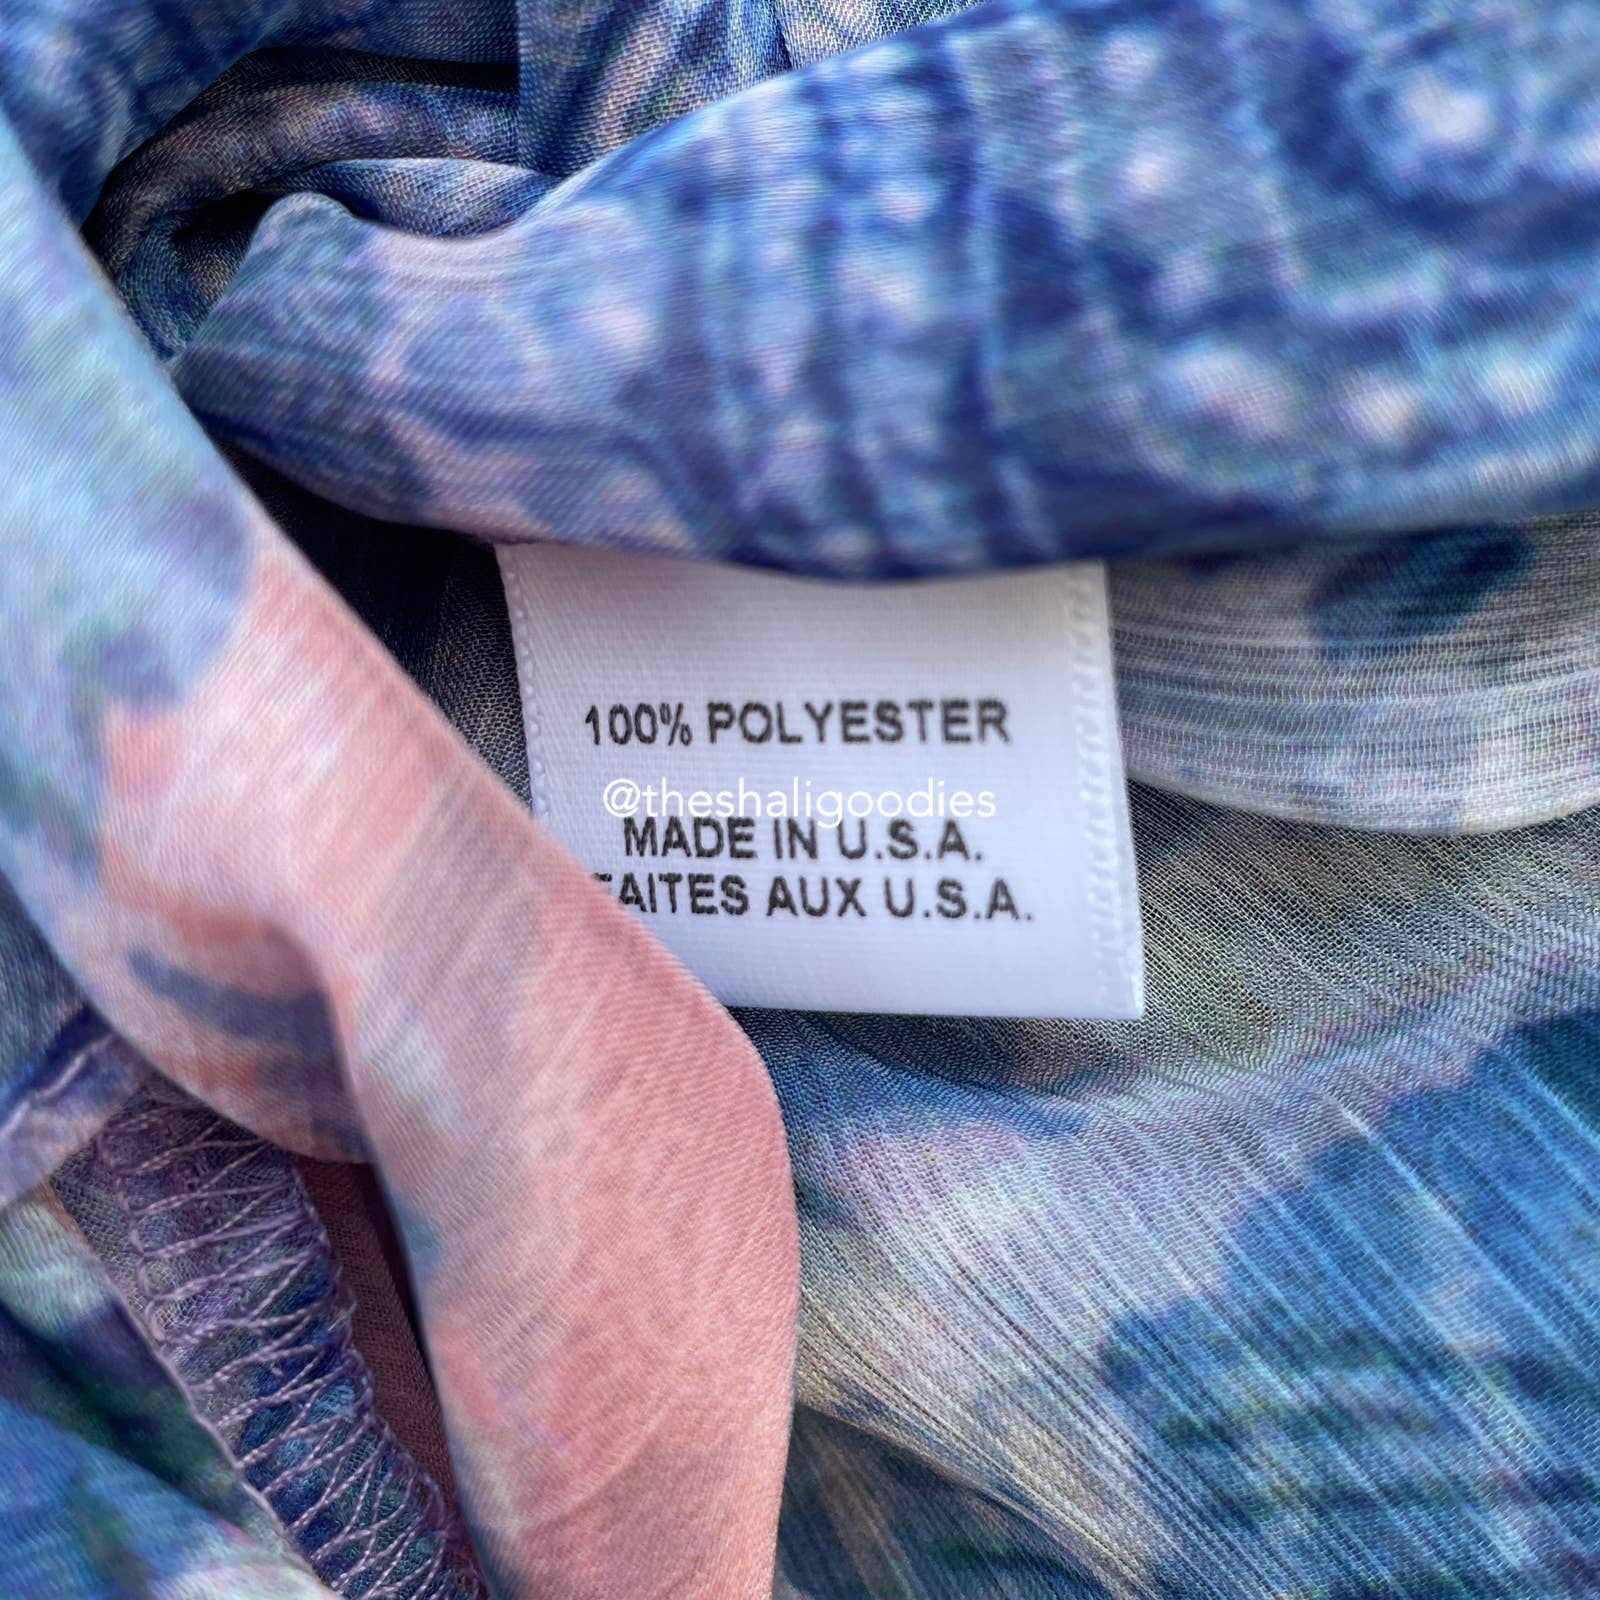 100% POLYESTER
@theshaligoodies
MADE IN U.S.A.
FAITES AUX U.S.A.